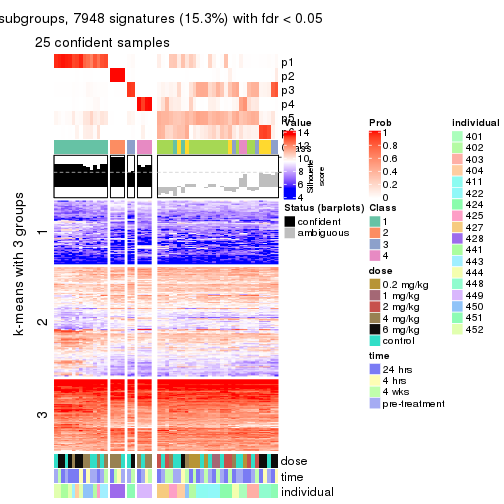 subgroups, 7948 signatures (15.3%) with fdr < 0.05
25 confident samples
p1
p2
p3
p4
p5
Value
14
12
10
8
6
4
Silhouette
score
Status (barplots)
confident
ambiguous
k-means with 3 groups
1
2
3
dose
time
individual
Prob
1
0.8
0.6
0.4
0.2
0
Class
1
2
3
4
dose
0.2 mg/kg
1 mg/kg
2 mg/kg
4 mg/kg
6 mg/kg
control
time
24 hrs
4 hrs
4 wks
pre-treatment
individual
401
402
403
404
411
422
424
425
427
428
441
443
444
448
449
450
451
452